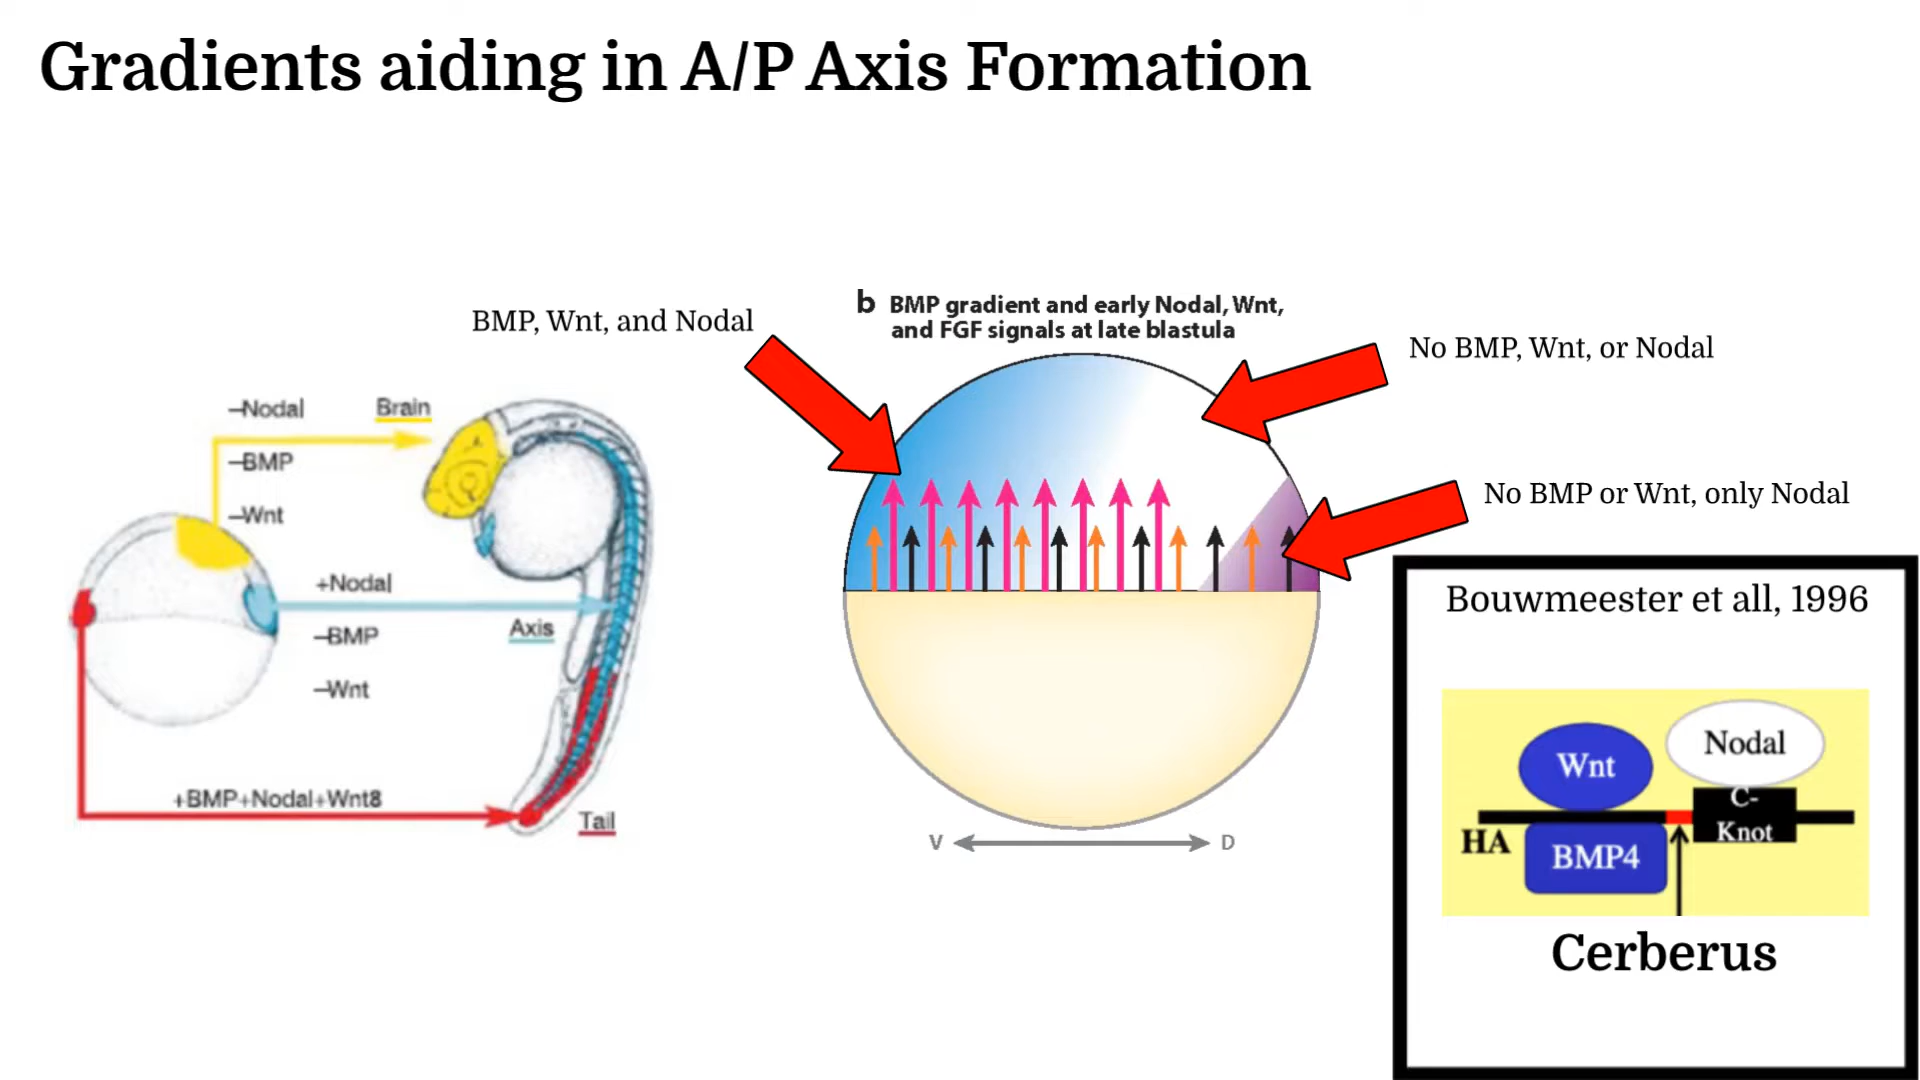 Gradients aiding in A/P Axis Formation
BMP, Wnt, and Nodal
b BMP gradient and early Nodal, Wnt,
and FGF signals at late blastula
No BMP, Wnt, or Nodal
No BMP or Wnt, only Nodal
–Nodal
Brain
–BMP
–Wnt
+Nodal
Axis
–BMP
–Wnt
+BMP+Nodal+Wnt8
Tail
V
D
Bouwmeester et all, 1996
Wnt
Nodal
C-
Knot
HA
BMP4
Cerberus